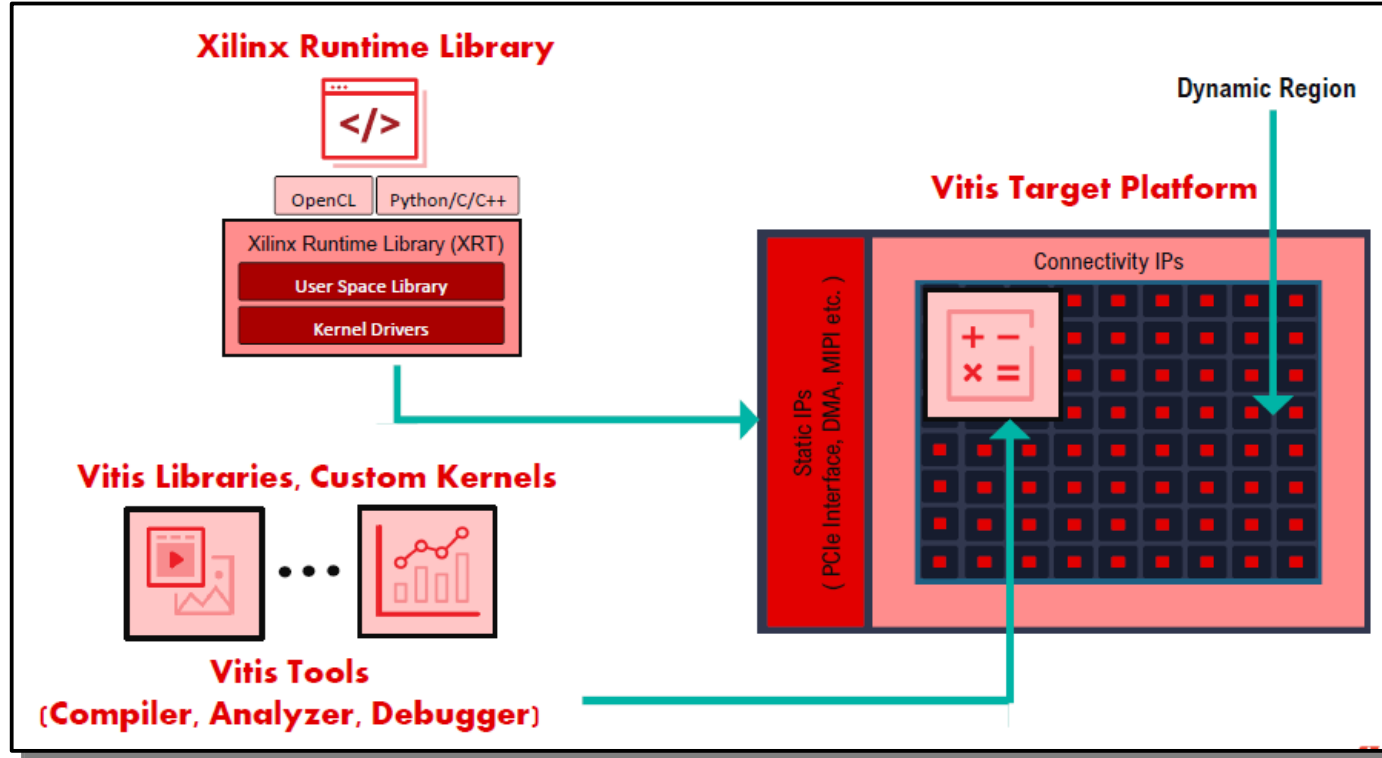 Xilinx Runtime Library
</>
OpenCL
Python/C/C++
Xilinx Runtime Library (XRT)
User Space Library
Kernel Drivers
Vitis Libraries, Custom Kernels
Vitis Tools
(Compiler, Analyzer, Debugger)
Dynamic Region
Vitis Target Platform
Static IPs
( PCIe Interface, DMA, MIPI etc. )
Connectivity IPs
+ −
× =